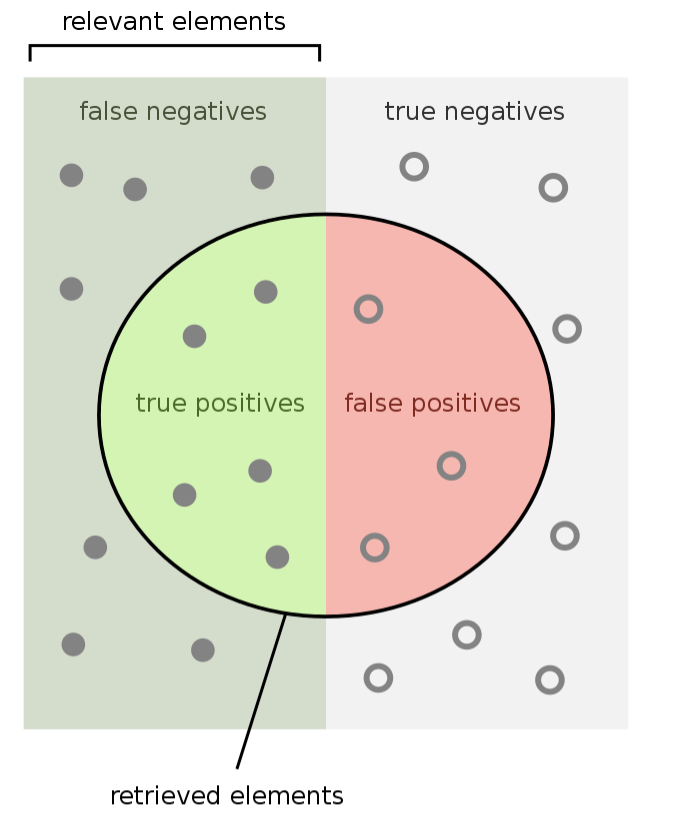 relevant elements
false negatives
true negatives
true positives
false positives
retrieved elements